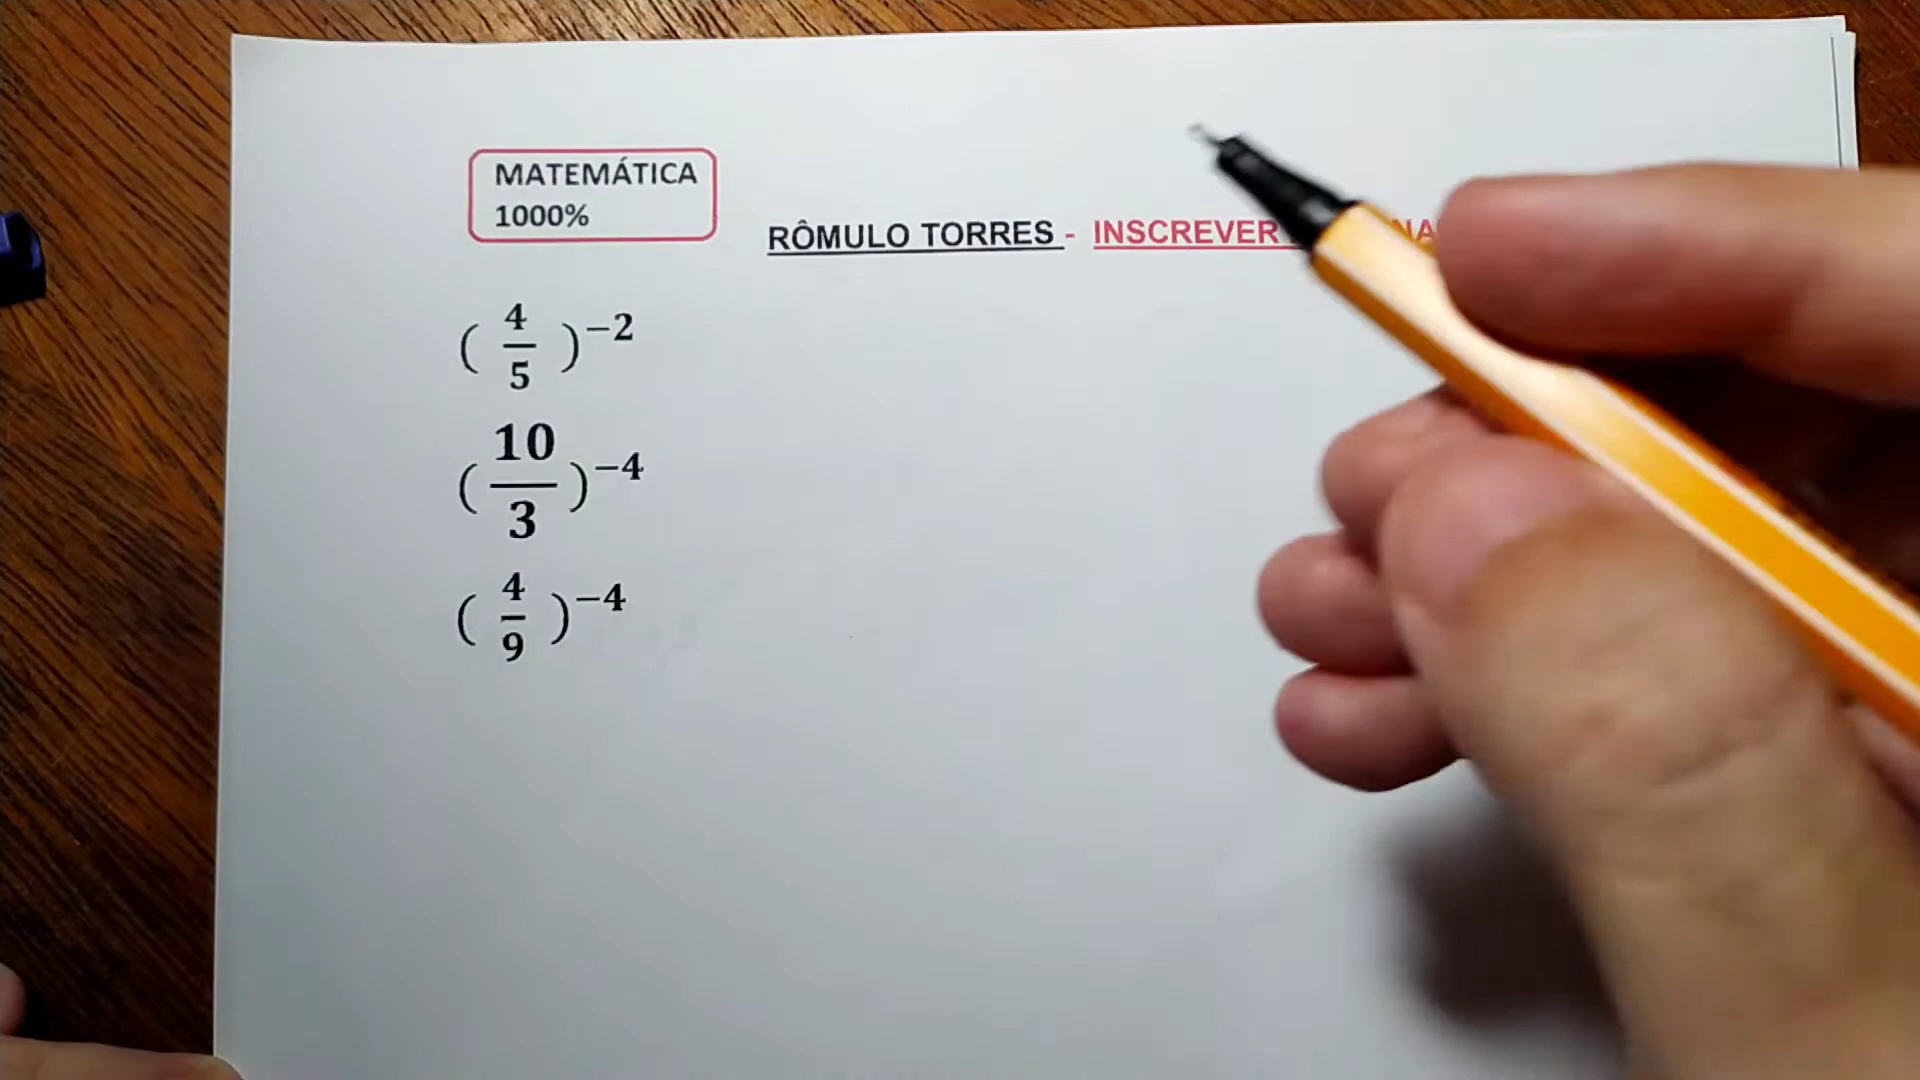 MATEMÁTICA
1000%
RÔMULO TORRES - INSCREVER
( 4/5 )⁻²
( 10/3 )⁻⁴
( 4/9 )⁻⁴